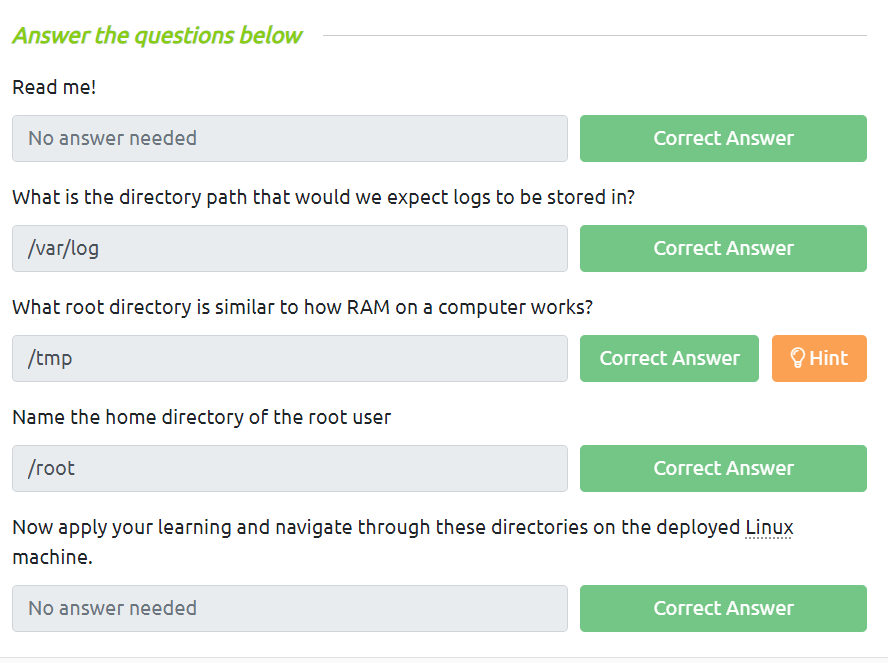 Answer the questions below
Read me!
No answer needed
Correct Answer
What is the directory path that would we expect logs to be stored in?
/var/log
Correct Answer
What root directory is similar to how RAM on a computer works?
/tmp
Correct Answer
Hint
Name the home directory of the root user
/root
Correct Answer
Now apply your learning and navigate through these directories on the deployed Linux
machine.
No answer needed
Correct Answer